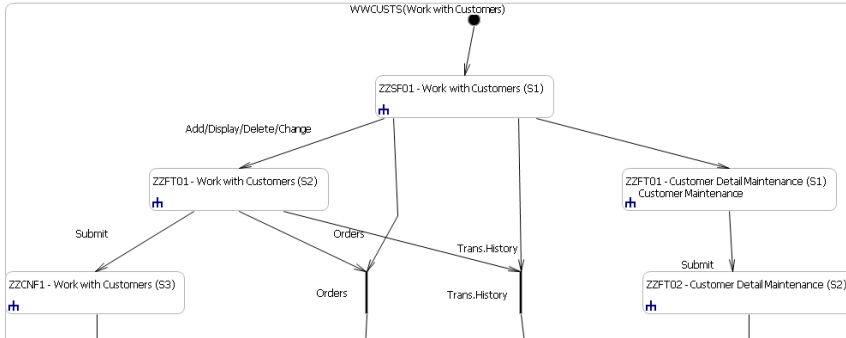 WWCUSTS(Work with Customers)
ZZSF01 - Work with Customers (S1)
Add/Display/Delete/Change
ZZFT01 - Work with Customers (S2)
ZZFT01 - Customer Detail Maintenance (S1)
Customer Maintenance
Submit
Orders
Trans.History
Submit
ZZCNF1 - Work with Customers (S3)
Orders
Trans.History
ZZFT02 - Customer Detail Maintenance (S2)